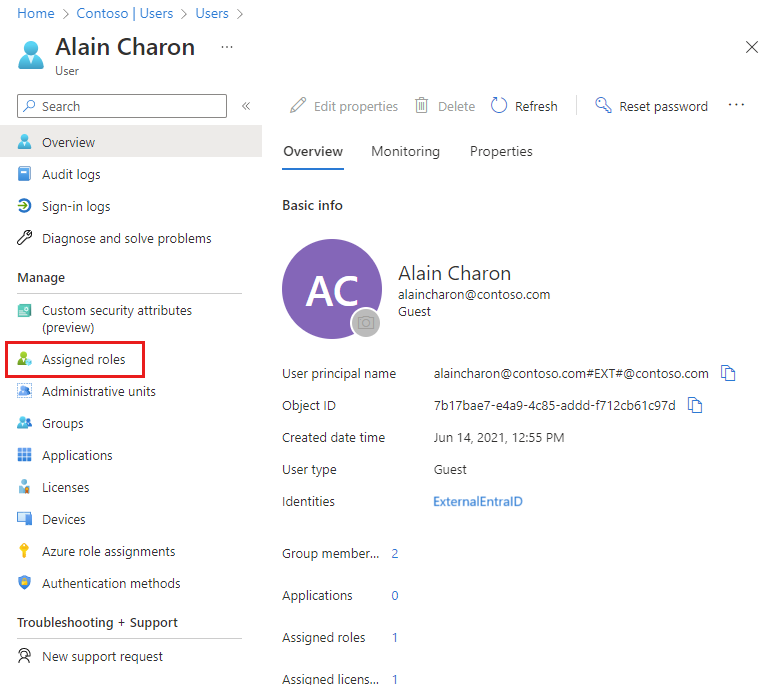 Home > Contoso | Users > Users >
Alain Charon ...
User
Search «
Overview
Audit logs
Sign-in logs
Diagnose and solve problems
Manage
Custom security attributes
(preview)
Assigned roles
Administrative units
Groups
Applications
Licenses
Devices
Azure role assignments
Authentication methods
Troubleshooting + Support
New support request
Edit properties Delete Refresh Reset password ...
Overview Monitoring Properties
Basic info
AC
Alain Charon
alaincharon@contoso.com
Guest
User principal name alaincharon@contoso.com#EXT#@contoso.com
Object ID 7b17bae7-e4a9-4c85-addd-f712cb61c97d
Created date time Jun 14, 2021, 12:55 PM
User type Guest
Identities ExternalEntraID
Group member... 2
Applications 0
Assigned roles 1
Assigned licens... 1